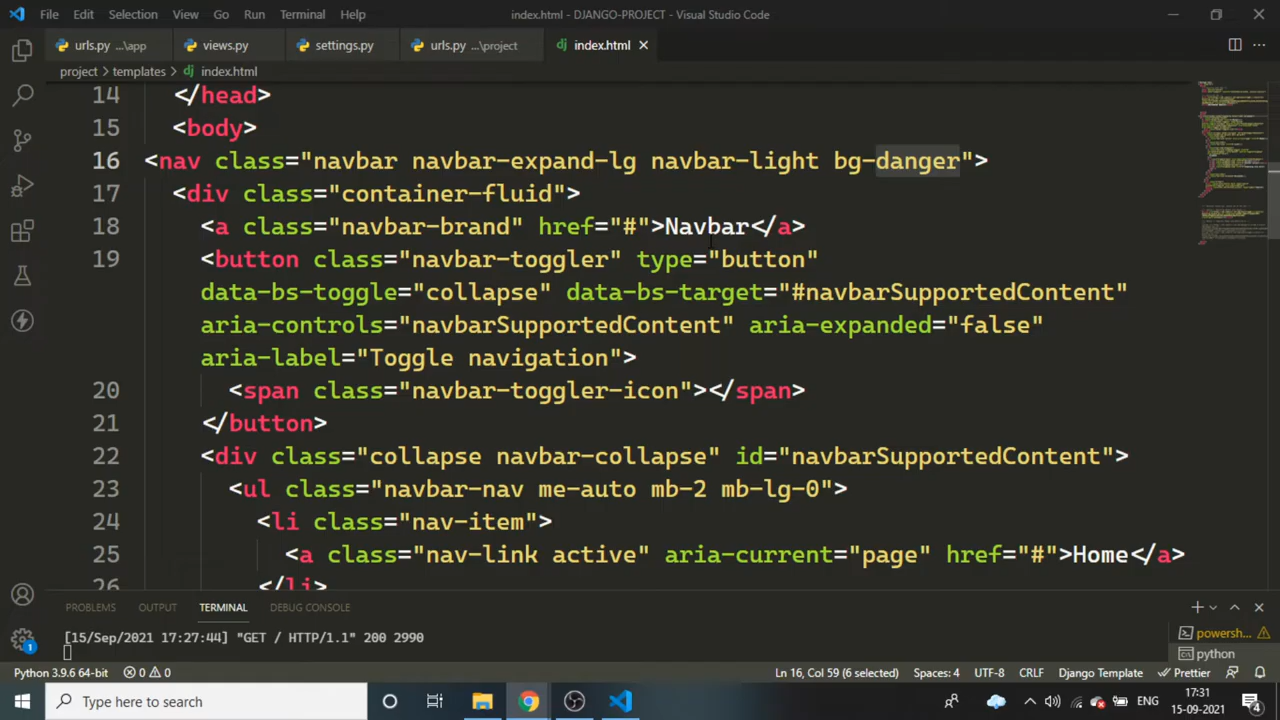 File Edit Selection View Go Run Terminal Help index.html - DJANGO-PROJECT - Visual Studio Code
urls.py ...\app views.py settings.py urls.py ...\project index.html
project > templates > index.html
14 </head>
15 <body>
16 <nav class="navbar navbar-expand-lg navbar-light bg-danger">
17 <div class="container-fluid">
18 <a class="navbar-brand" href="#">Navbar</a>
19 <button class="navbar-toggler" type="button"
data-bs-toggle="collapse" data-bs-target="#navbarSupportedContent"
aria-controls="navbarSupportedContent" aria-expanded="false"
aria-label="Toggle navigation">
20 <span class="navbar-toggler-icon"></span>
21 </button>
22 <div class="collapse navbar-collapse" id="navbarSupportedContent">
23 <ul class="navbar-nav me-auto mb-2 mb-lg-0">
24 <li class="nav-item">
25 <a class="nav-link active" aria-current="page" href="#">Home</a>
26 </li>
PROBLEMS OUTPUT TERMINAL DEBUG CONSOLE
[15/Sep/2021 17:27:44] "GET / HTTP/1.1" 200 2990
powersh...
python
Python 3.9.6 64-bit 0 0 Ln 16, Col 59 (6 selected) Spaces: 4 UTF-8 CRLF Django Template Prettier
Type here to search
ENG
17:31
15-09-2021
4
1